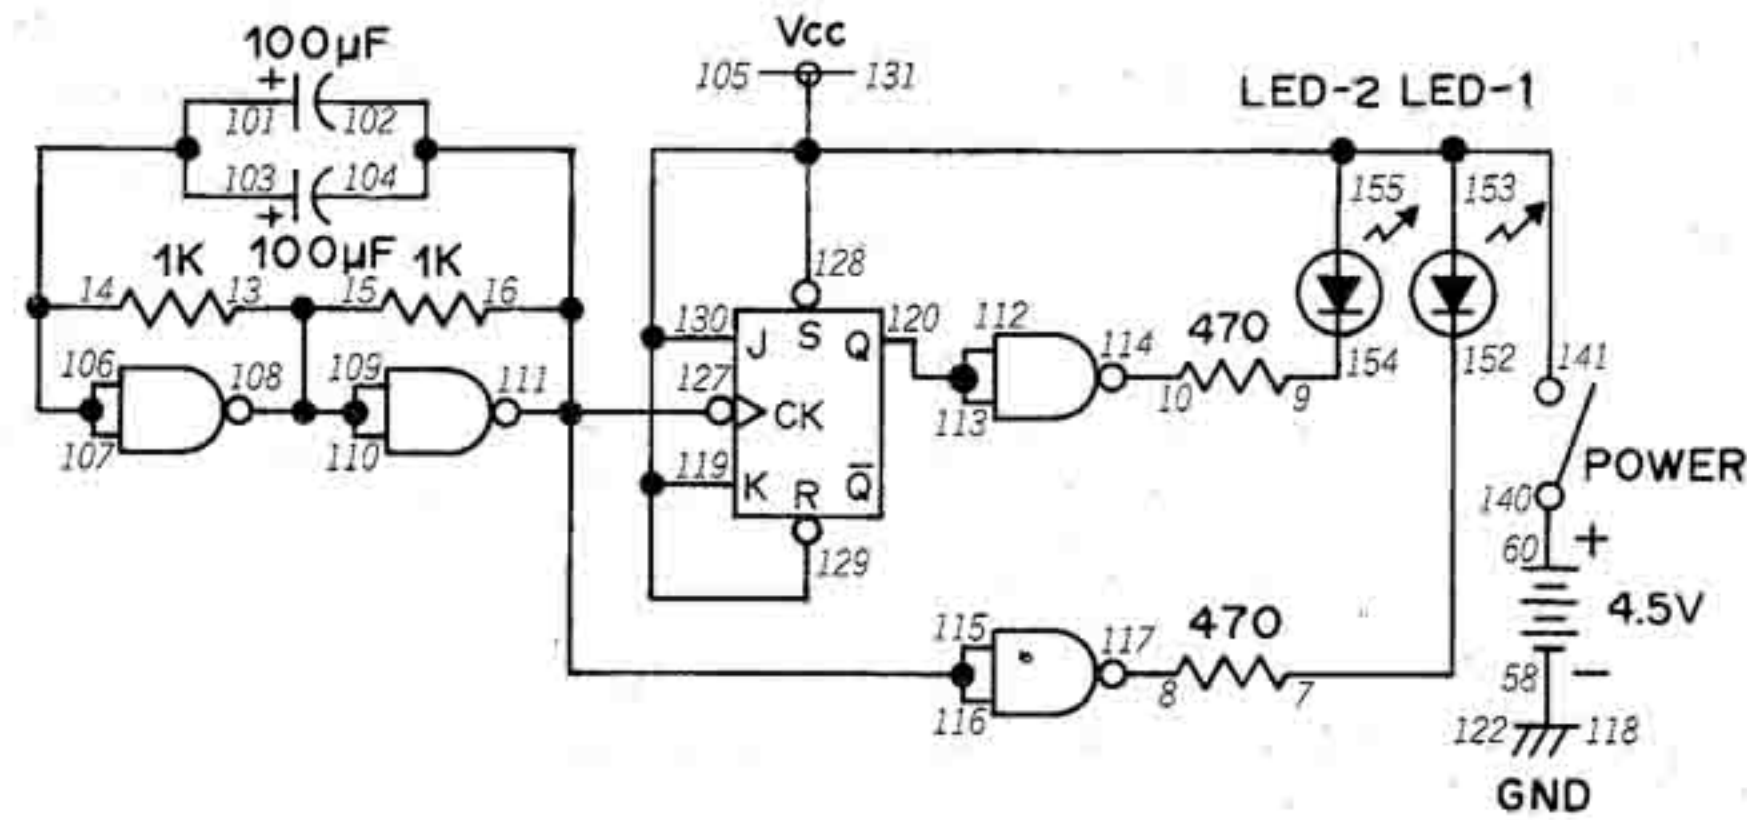 100µF
+
101 102
103 104
+
100µF
1K 1K
14 13 15 16
106 108 109 111
107 110
Vcc
105 131
128
130 J S Q 120
127 CK
119 K R Q̅
129
112 114
113
470
10 9
115 117
116
470
8 7
LED-2 LED-1
155 153
154 152
141
POWER
140
60 +
4.5V
58 −
122 118
GND